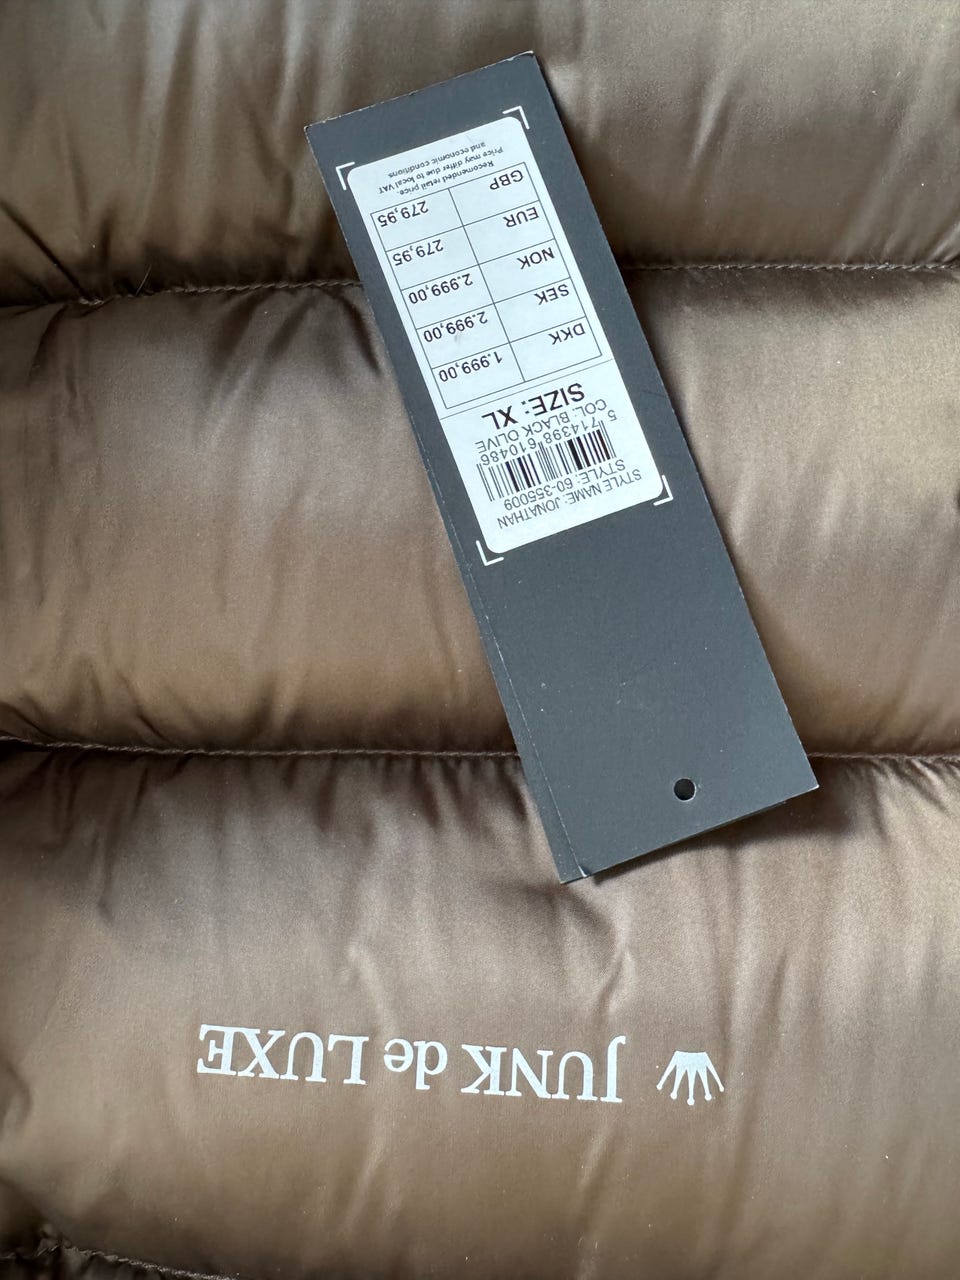 STYLE NAME: JONATHAN
STYLE: 60-355009
5 714398 610486
COL: BLACK OLIVE
SIZE: XL
DKK 1.999,00
SEK 2.999,00
NOK 2.999,00
EUR 279,95
GBP 279,95
Recomended retail price.
Price may differ due to local VAT
and economic conditions.
JUNK de LUXE